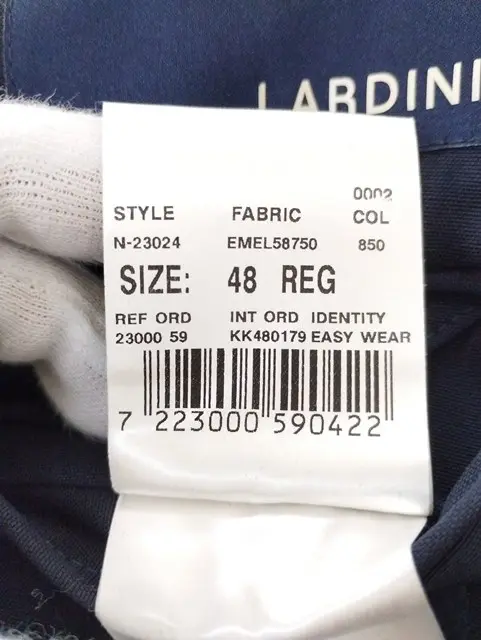 LARDINI
0002
STYLE FABRIC COL
N-23024 EMEL58750 850
SIZE: 48 REG
REF ORD INT ORD IDENTITY
23000 59 KK480179 EASY WEAR
7 223000 590422